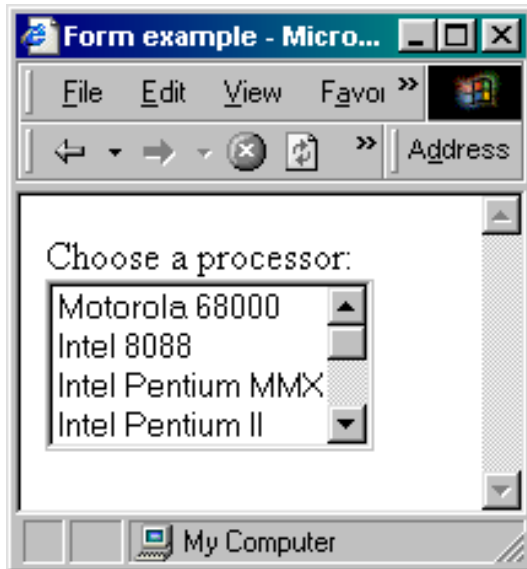 Form example - Micro...
File Edit View Favor »
» Address
Choose a processor:
Motorola 68000
Intel 8088
Intel Pentium MMX
Intel Pentium II
My Computer